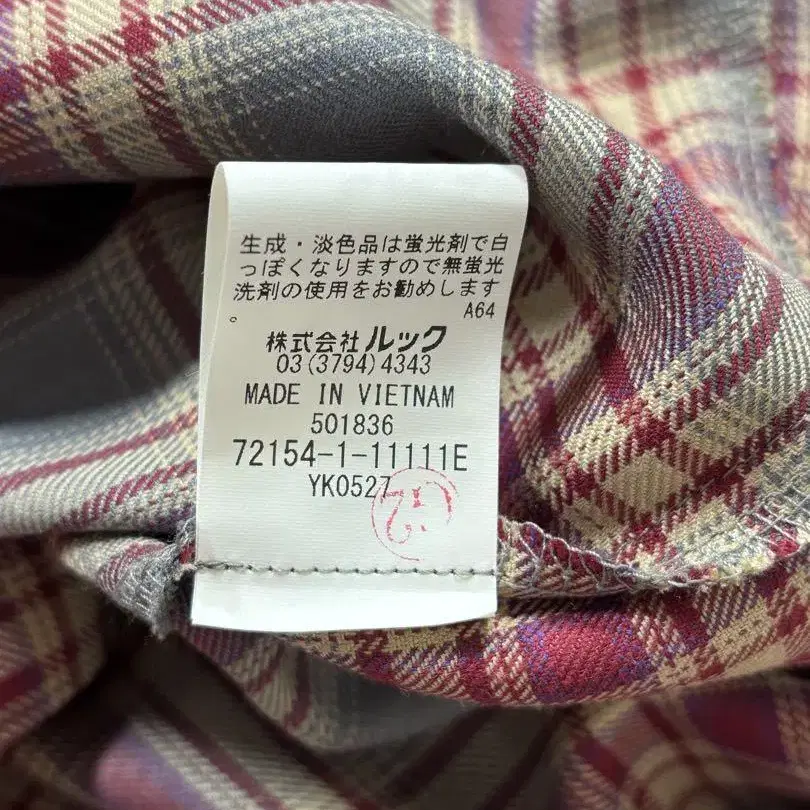 生成・淡色品は蛍光剤で白
っぽくなりますので無蛍光
洗剤の使用をお勧めします
。
A64
株式会社ルック
03(3794)4343
MADE IN VIETNAM
501836
72154-1-11111E
YK0527